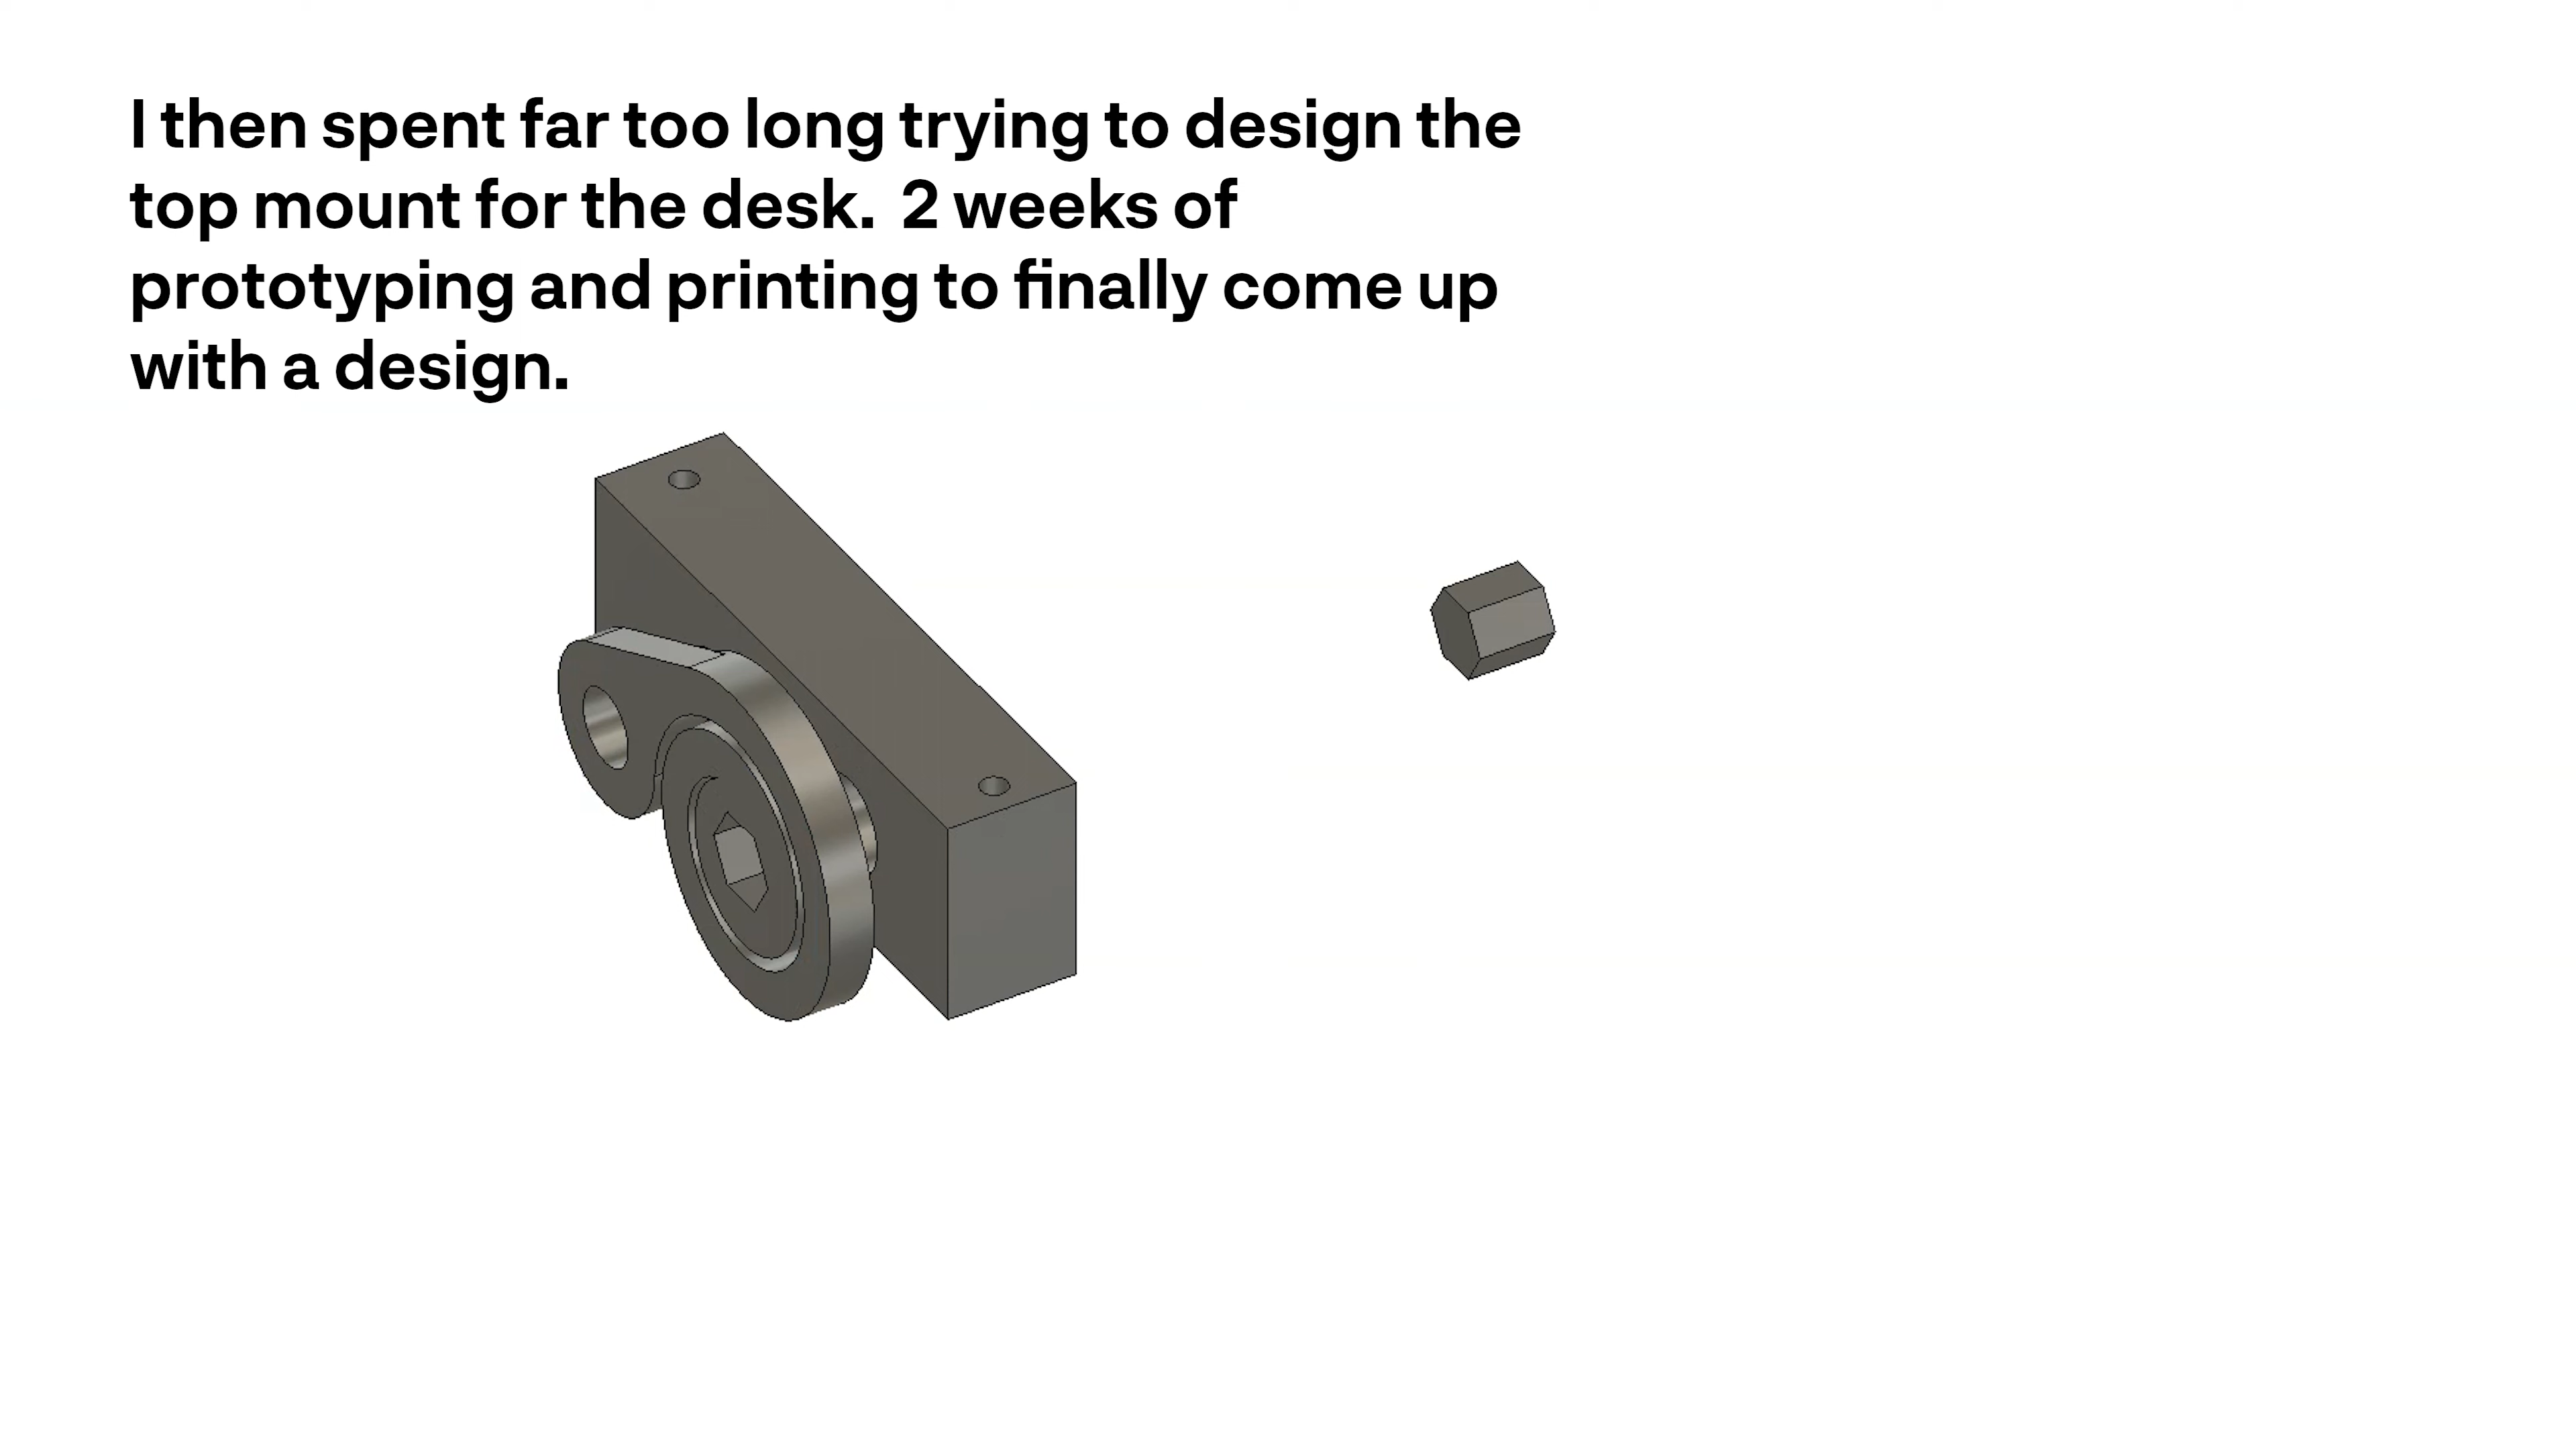 I then spent far too long trying to design the
top mount for the desk.  2 weeks of
prototyping and printing to finally come up
with a design.